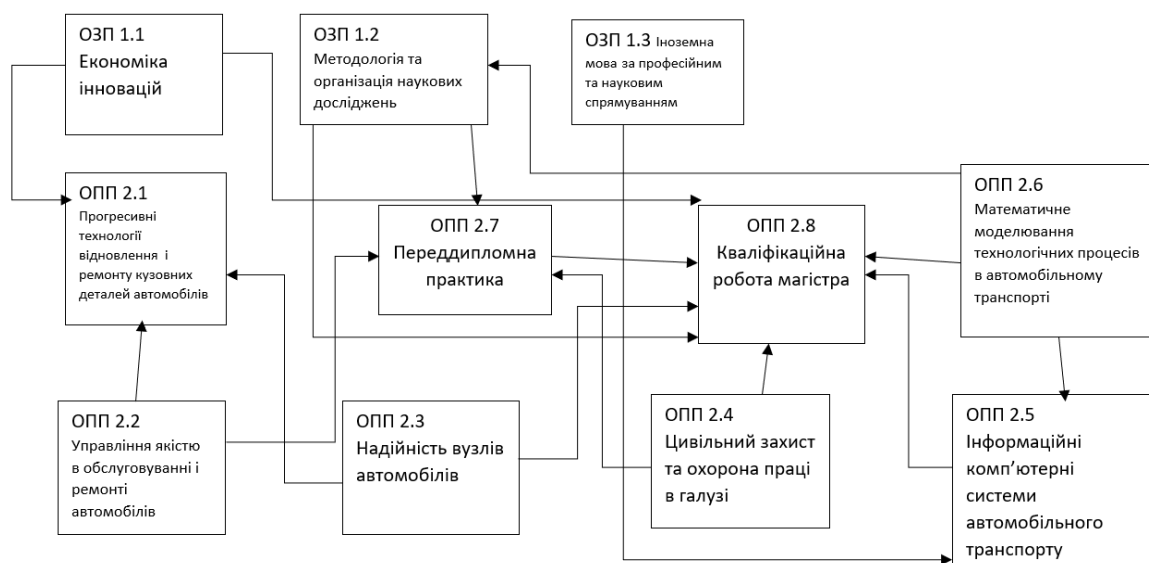 ОЗП 1.1
Економіка
інновацій
ОЗП 1.2
Методологія та
організація наукових
досліджень
ОЗП 1.3 Іноземна
мова за професійним
та науковим
спрямуванням
ОПП 2.1
Прогресивні
технології
відновлення і
ремонту кузовних
деталей автомобілів
ОПП 2.7
Переддипломна
практика
ОПП 2.8
Кваліфікаційна
робота магістра
ОПП 2.6
Математичне
моделювання
технологічних процесів
в автомобільному
транспорті
ОПП 2.2
Управління якістю
в обслуговуванні і
ремонті
автомобілів
ОПП 2.3
Надійність вузлів
автомобілів
ОПП 2.4
Цивільний захист
та охорона праці
в галузі
ОПП 2.5
Інформаційні
комп’ютерні
системи
автомобільного
транспорту